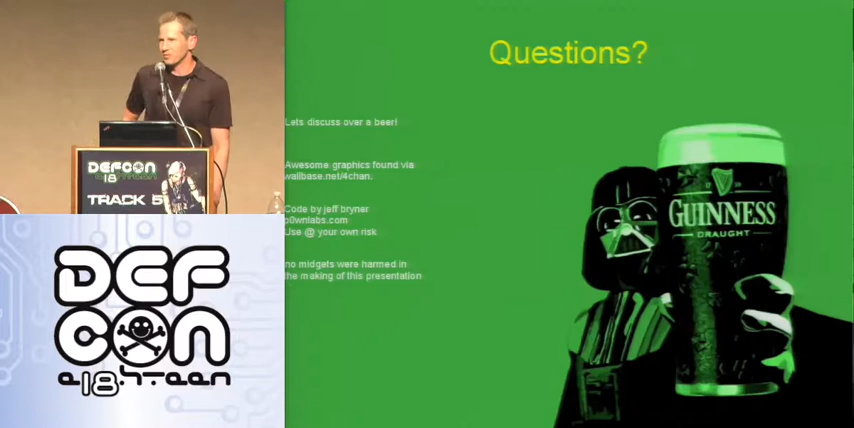 Questions?
Lets discuss over a beer!
Awesome graphics found via
wallbase.net/4chan.
Code by jeff bryner
p0wnlabs.com
Use @ your own risk
no midgets were harmed in
the making of this presentation
GUINNESS
DRAUGHT
DEFCON
18
TRACK 5
DEF
CON
e18hteen